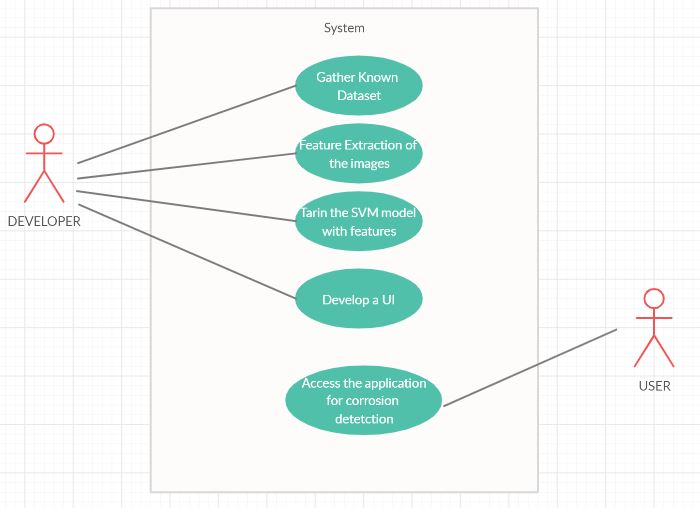 System
Gather Known
Dataset
Feature Extraction of
the images
Tarin the SVM model
with features
DEVELOPER
Develop a UI
Access the application
for corrosion
detetction
USER